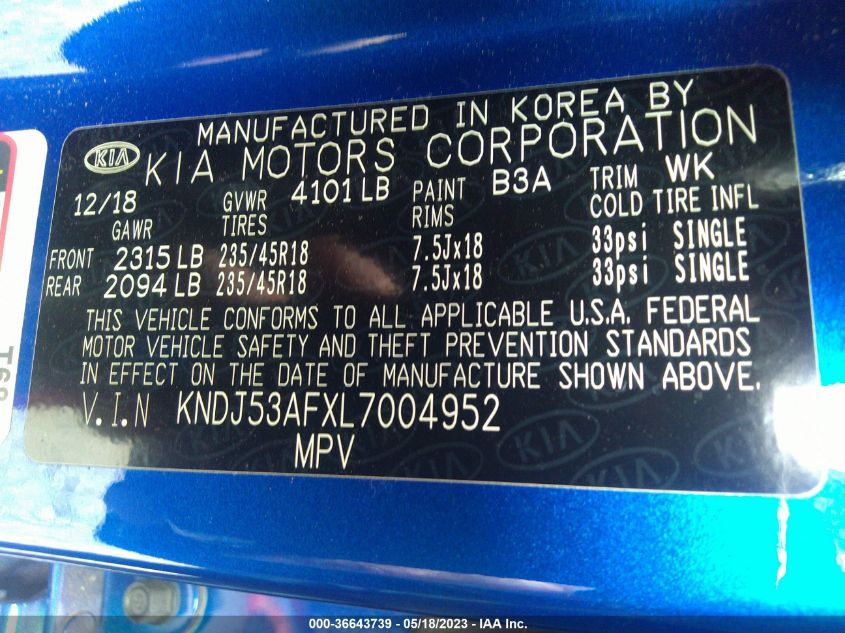 MANUFACTURED IN KOREA BY
KIA KIA MOTORS CORPORATION
12/18 GVWR 4101 LB PAINT B3A TRIM WK
GAWR TIRES RIMS COLD TIRE INFL
FRONT 2315 LB 235/45R18 7.5Jx18 33psi SINGLE
REAR 2094 LB 235/45R18 7.5Jx18 33psi SINGLE
THIS VEHICLE CONFORMS TO ALL APPLICABLE U.S.A. FEDERAL
MOTOR VEHICLE SAFETY AND THEFT PREVENTION STANDARDS
IN EFFECT ON THE DATE OF MANUFACTURE SHOWN ABOVE.
V.I.N KNDJ53AFXL7004952
MPV
000-36643739 - 05/18/2023 - IAA Inc.